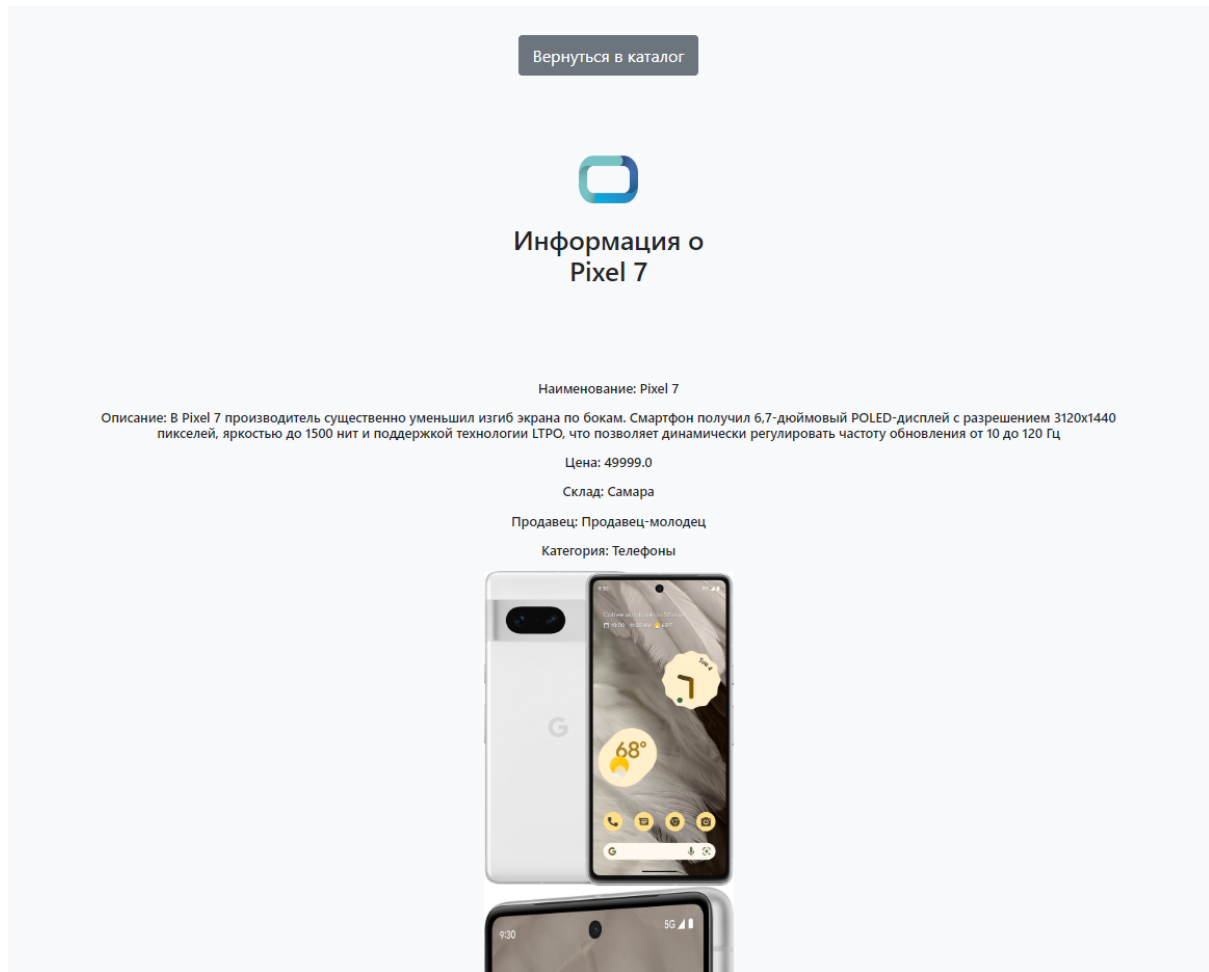 Вернуться в каталог
Информация о
Pixel 7
Наименование: Pixel 7
Описание: В Pixel 7 производитель существенно уменьшил изгиб экрана по бокам. Смартфон получил 6,7-дюймовый POLED-дисплей с разрешением 3120x1440
пикселей, яркостью до 1500 нит и поддержкой технологии LTPO, что позволяет динамически регулировать частоту обновления от 10 до 120 Гц
Цена: 49999.0
Склад: Самара
Продавец: Продавец-молодец
Категория: Телефоны
68°
G
G
9:30
5G